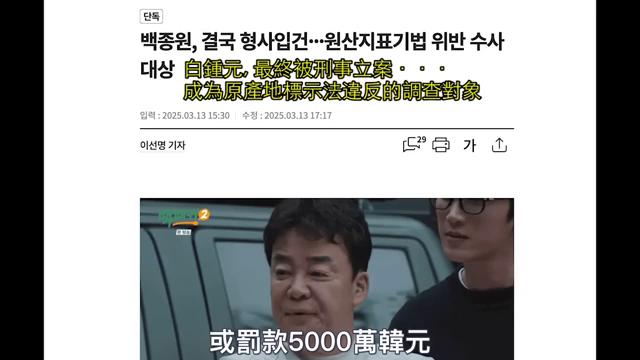 단독
백종원, 결국 형사입건…원산지표기법 위반 수사
대상
白鍾元, 最終被刑事立案・・・
成為原產地標示法違反的調查對象
입력 : 2025.03.13 15:30 수정 : 2025.03.13 17:17
이선명 기자
29
가
2
或罰款5000萬韓元